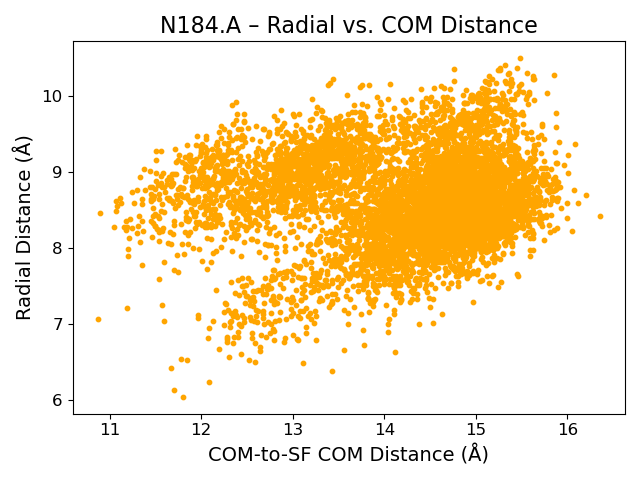 N184.A – Radial vs. COM Distance
Radial Distance (Å)
10
9
8
7
6
11 12 13 14 15 16
COM-to-SF COM Distance (Å)